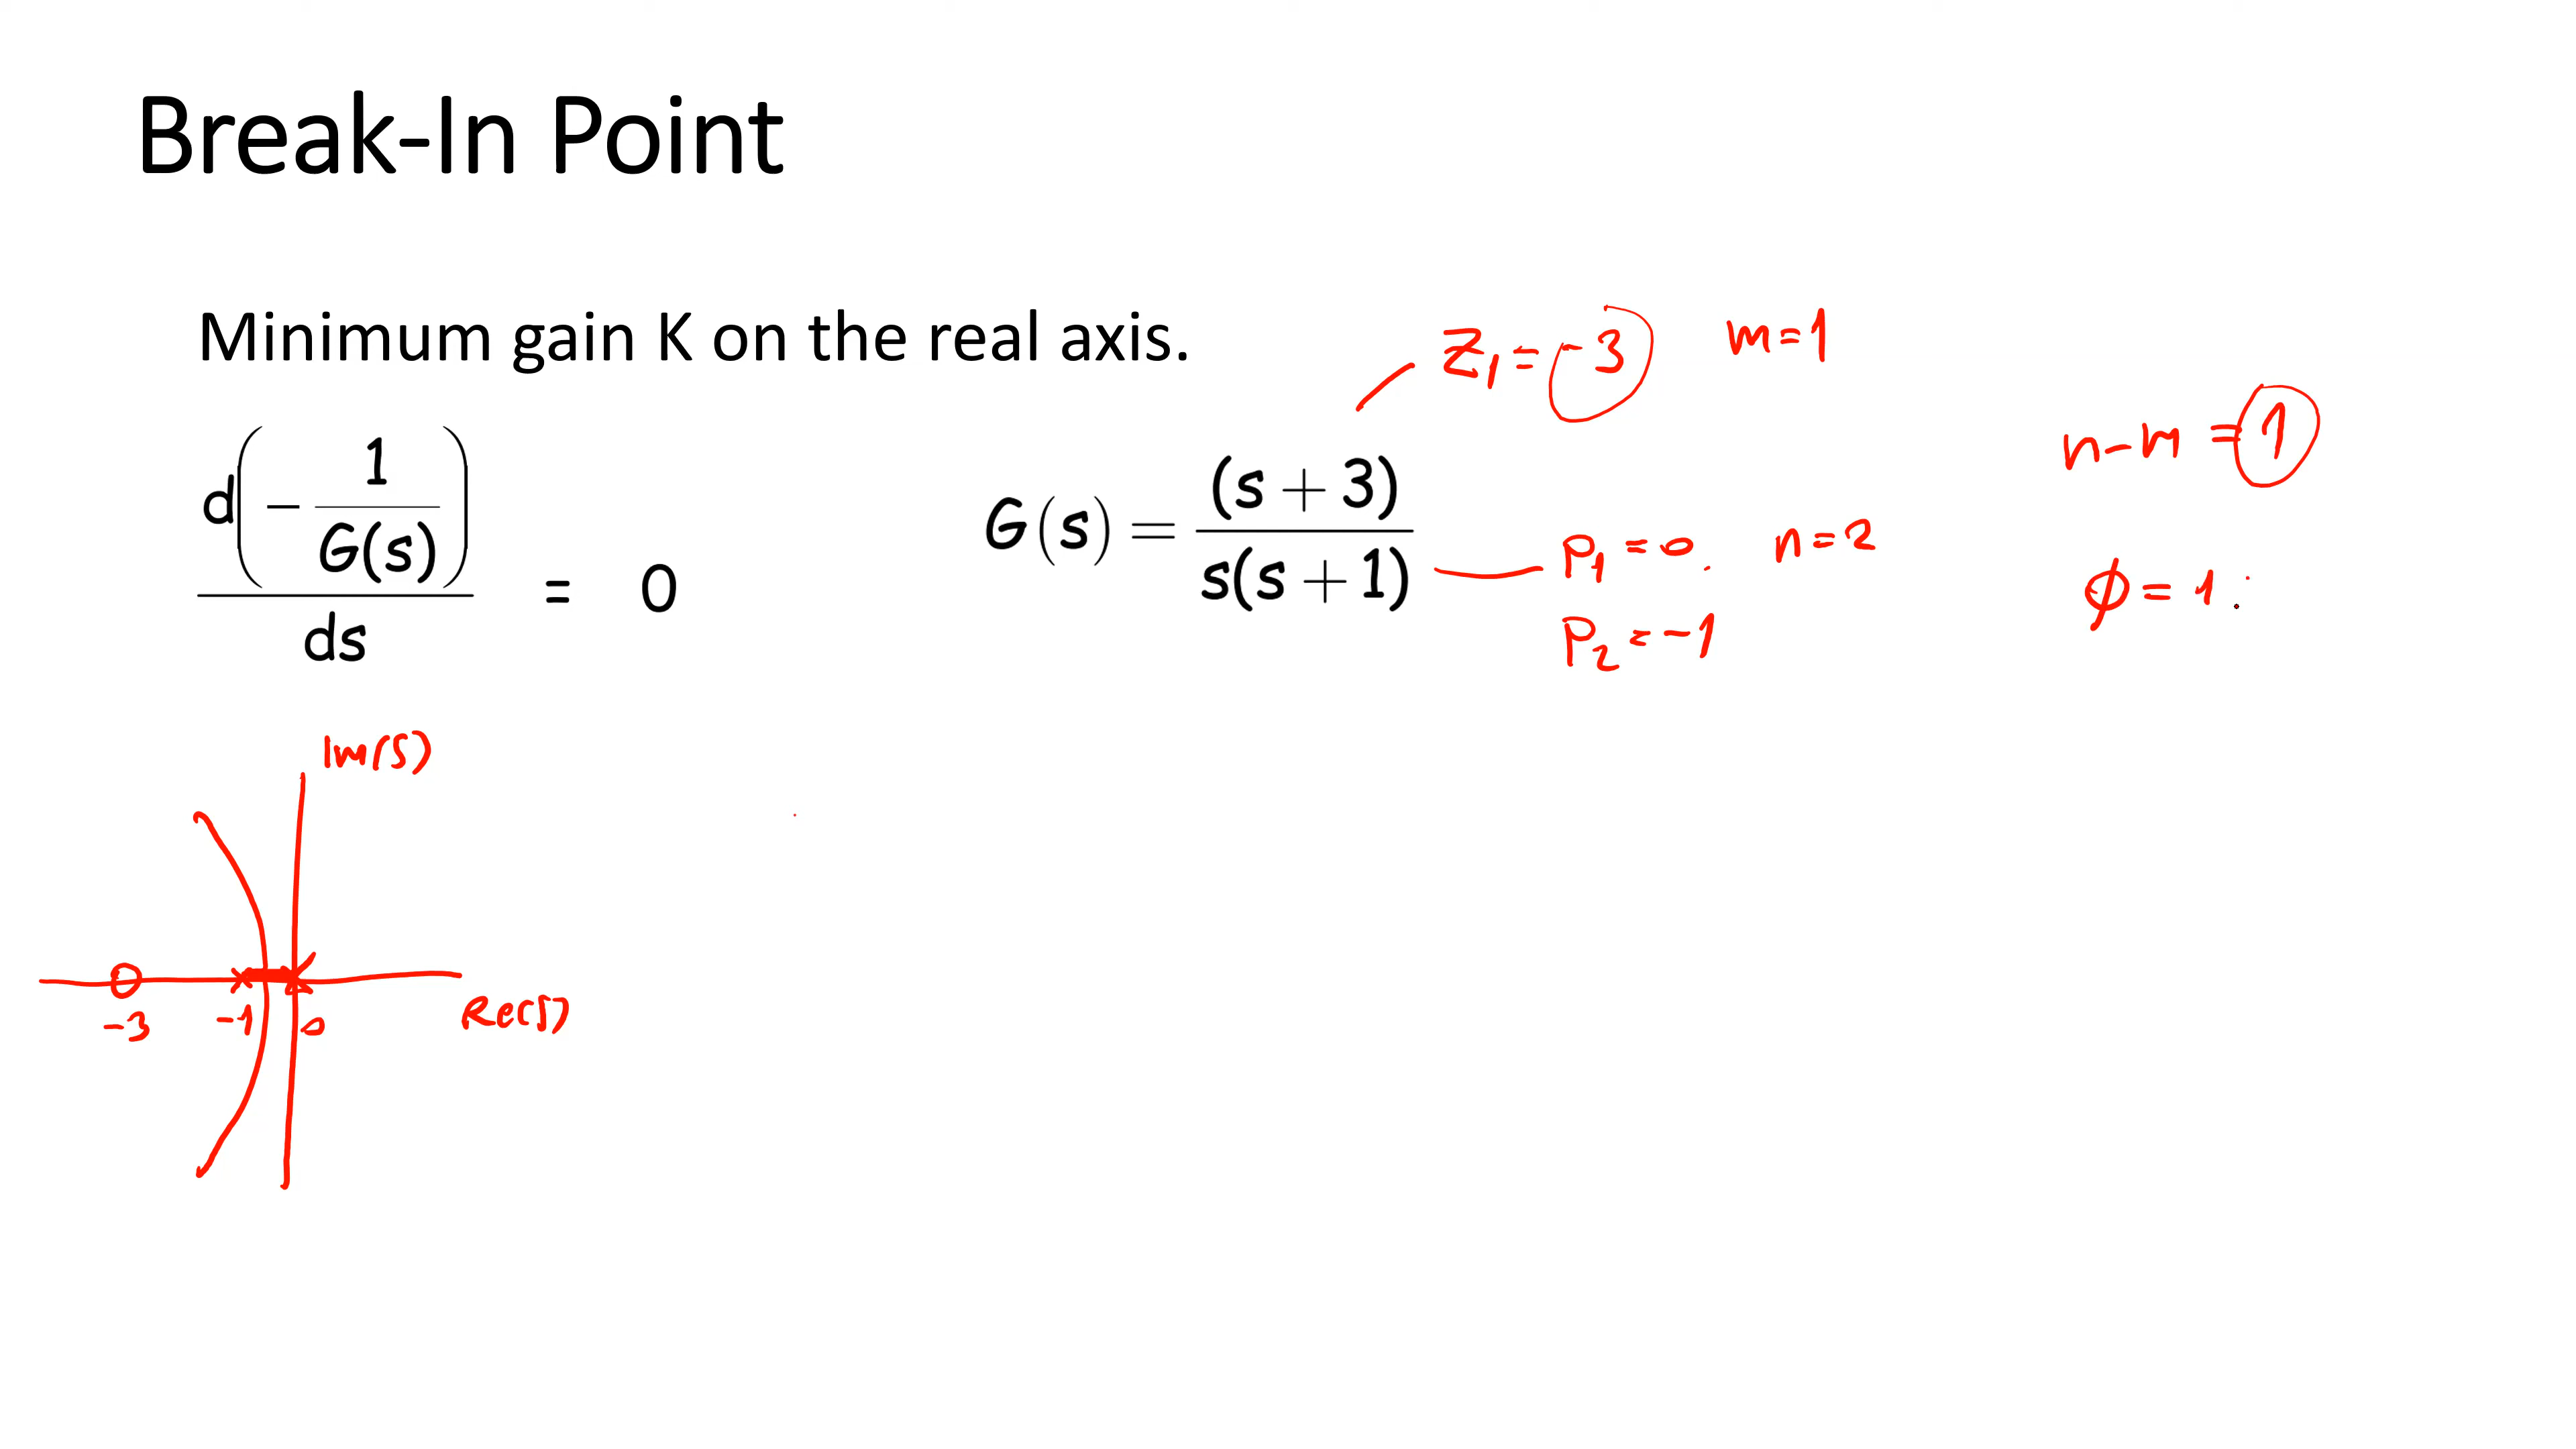 Break-In Point
Minimum gain K on the real axis.
Z₁ = -3 m=1
d(-1/G(s))/ds = 0
G(s) = (s+3)/s(s+1)
n-m = 1
P₁ = 0. n=2
P₂ = -1
ϕ = 1
Im(s)
-3 -1 0
Re(s)